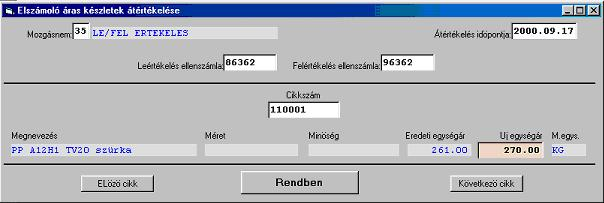 Elszámoló áras készletek átértékelése
Mozgásnem: 35 LE/FEL ERTEKELES Átértékelés időpontja: 2000.09.17
Leértékelés ellenszámla: 86362 Felértékelés ellenszámla: 96362
Cikkszám
110001
Megnevezés Méret Minőség Eredeti egységár Uj egységár M.egys.
PP A12H1 TV20 szürka 261.00 270.00 KG
ELözö cikk Rendben Következö cikk